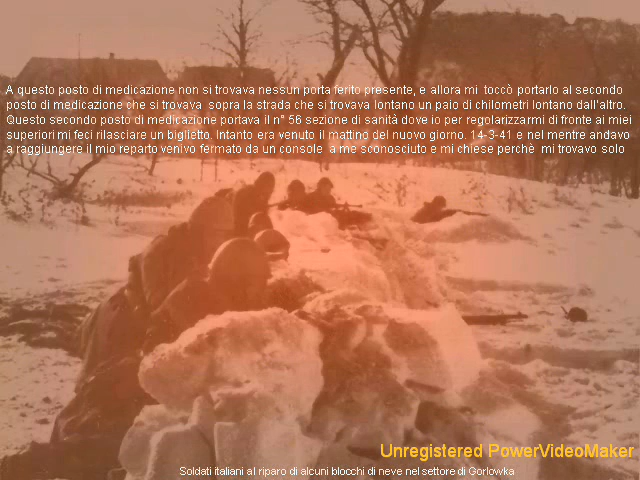 A questo posto di medicazione non si trovava nessun porta ferito presente, e allora mi toccò portarlo al secondo
posto di medicazione che si trovava sopra la strada che si trovava lontano un paio di chilometri lontano dall'altro.
Questo secondo posto di medicazione portava il n° 56 sezione di sanità dove io per regolarizzarmi di fronte ai miei
superiori mi feci rilasciare un biglietto. Intanto era venuto il mattino del nuovo giorno. 14-3-41 e nel mentre andavo
a raggiungere il mio reparto venivo fermato da un console a me sconosciuto e mi chiese perchè mi trovavo solo
Unregistered PowerVideoMaker
Soldati italiani al riparo di alcuni blocchi di neve nel settore di Gorlowka